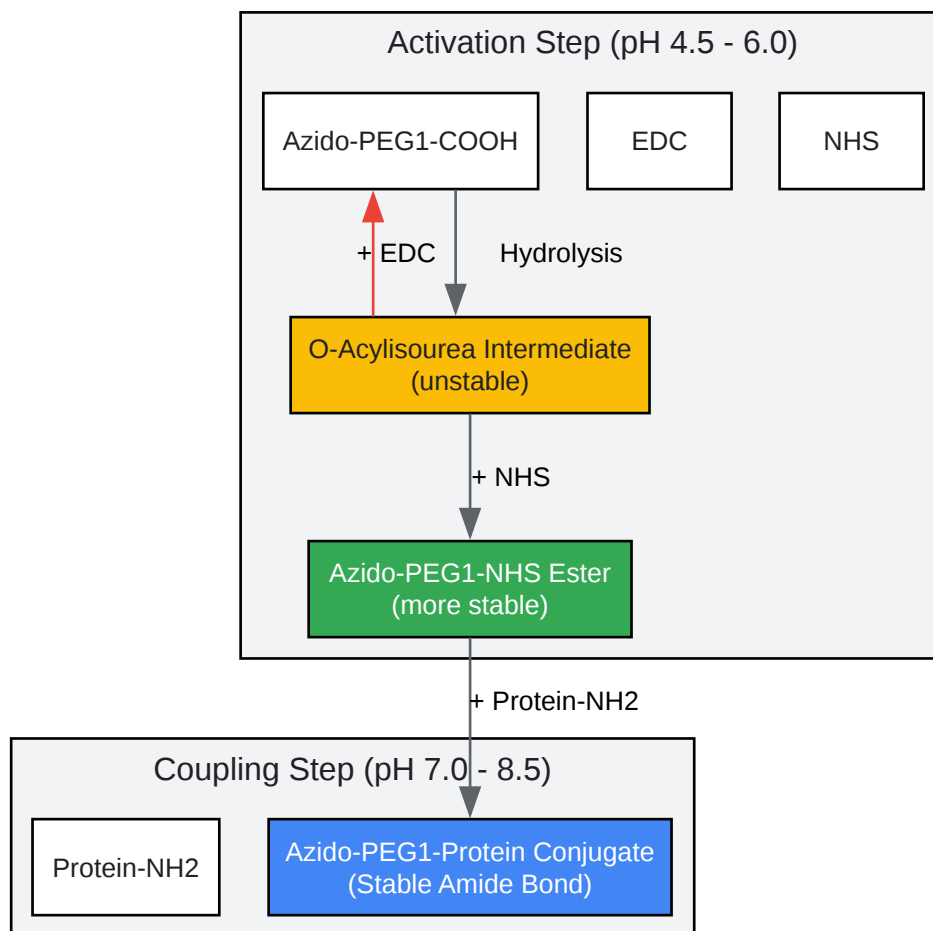 Activation Step (pH 4.5 - 6.0)
Azido-PEG1-COOH
EDC
NHS
+ EDC
Hydrolysis
O-Acylisourea Intermediate
(unstable)
+ NHS
Azido-PEG1-NHS Ester
(more stable)
+ Protein-NH2
Coupling Step (pH 7.0 - 8.5)
Protein-NH2
Azido-PEG1-Protein Conjugate
(Stable Amide Bond)